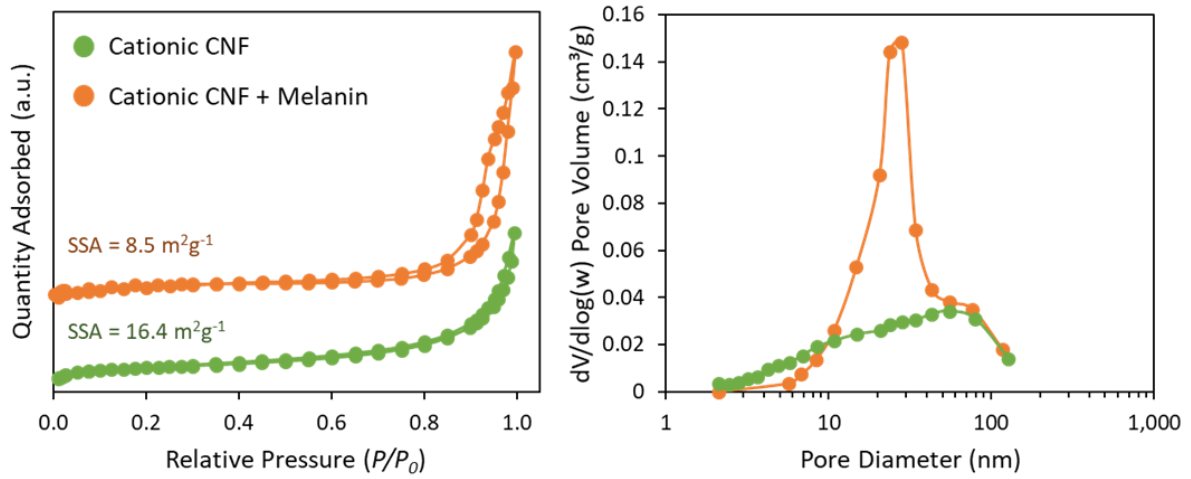 Cationic CNF
Cationic CNF + Melanin
Quantity Adsorbed (a.u.)
SSA = 8.5 m²g⁻¹
SSA = 16.4 m²g⁻¹
0.0 0.2 0.4 0.6 0.8 1.0
Relative Pressure (P/P₀)
dV/dlog(w) Pore Volume (cm³/g)
0.16
0.14
0.12
0.1
0.08
0.06
0.04
0.02
0
1 10 100 1,000
Pore Diameter (nm)